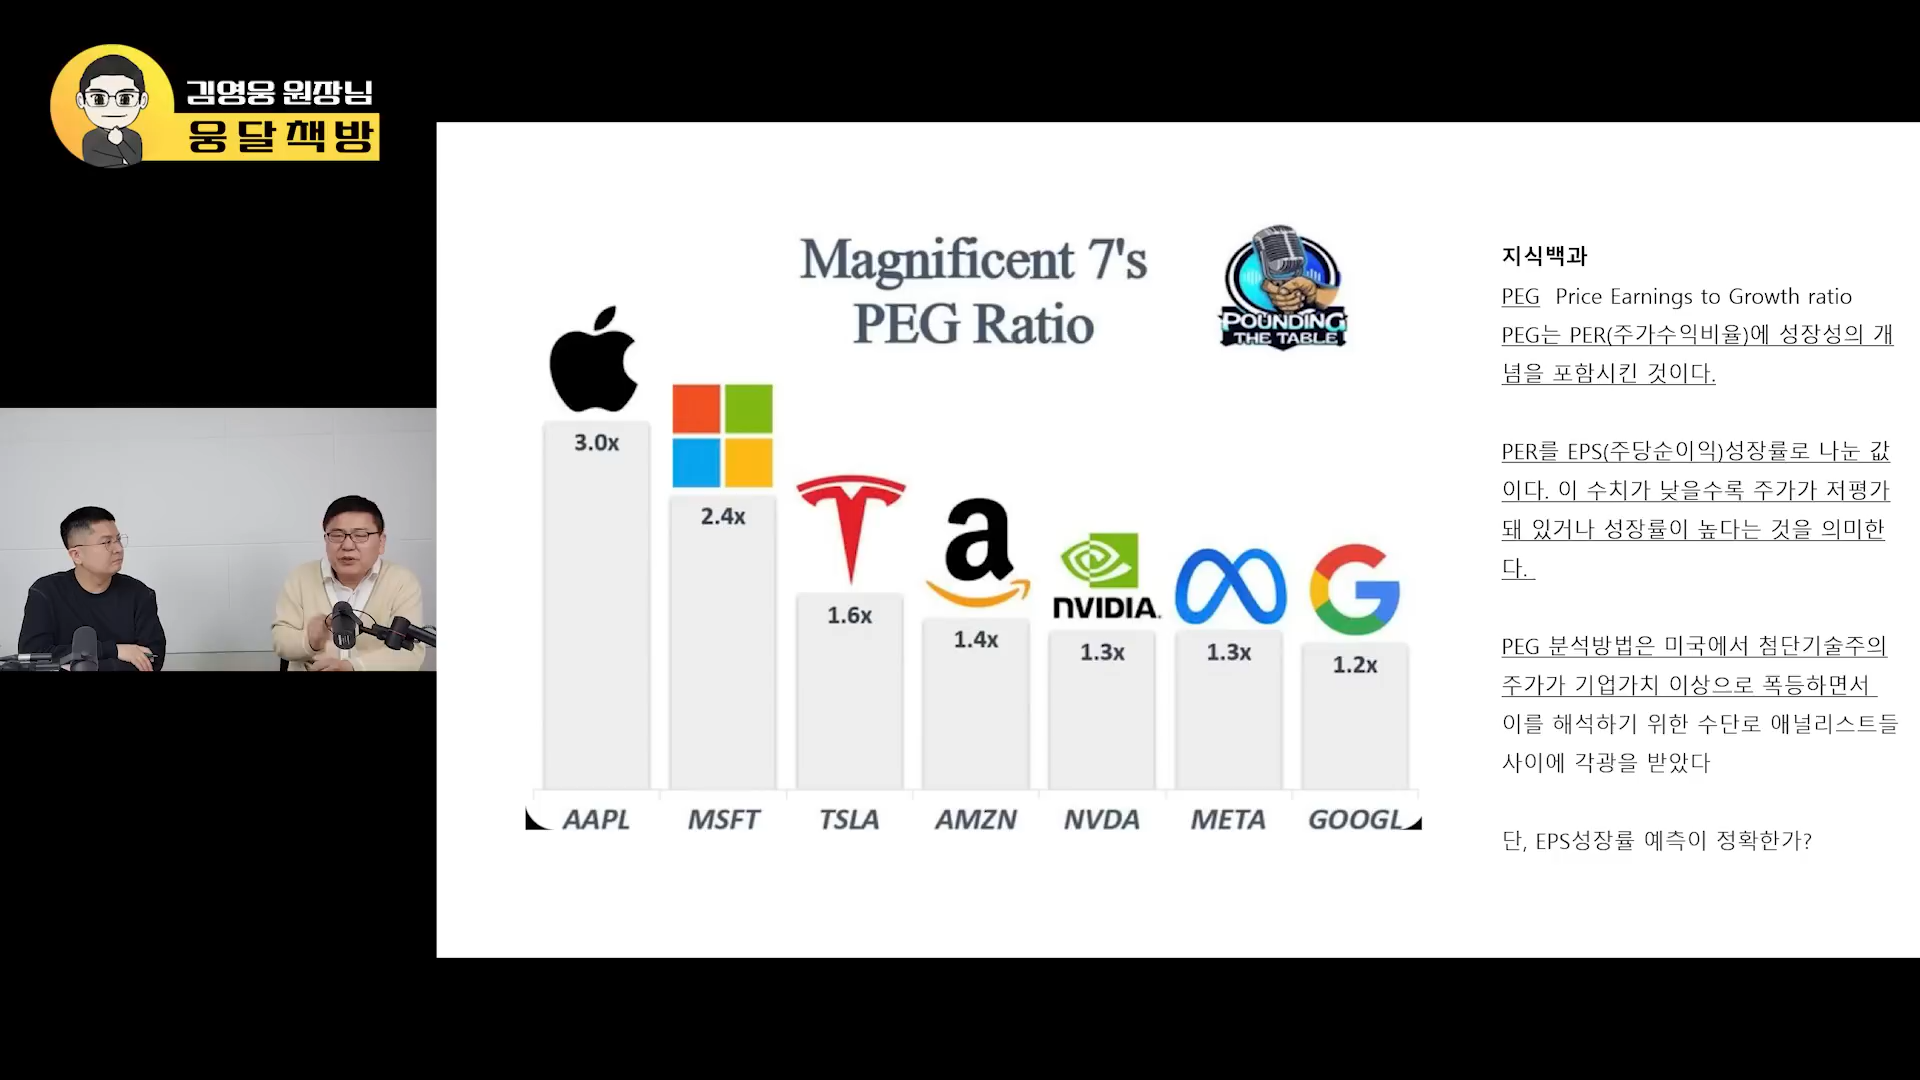 김영웅 원장님
웅달책방
Magnificent 7's
PEG Ratio
POUNDING
THE TABLE
3.0x
2.4x
1.6x
1.4x
NVIDIA.
1.3x
1.3x
1.2x
AAPL
MSFT
TSLA
AMZN
NVDA
META
GOOGL
지식백과
PEG Price Earnings to Growth ratio
PEG는 PER(주가수익비율)에 성장성의 개
념을 포함시킨 것이다.
PER를 EPS(주당순이익)성장률로 나눈 값
이다. 이 수치가 낮을수록 주가가 저평가
돼 있거나 성장률이 높다는 것을 의미한
다.
PEG 분석방법은 미국에서 첨단기술주의
주가가 기업가치 이상으로 폭등하면서
이를 해석하기 위한 수단로 애널리스트들
사이에 각광을 받았다
단, EPS성장률 예측이 정확한가?